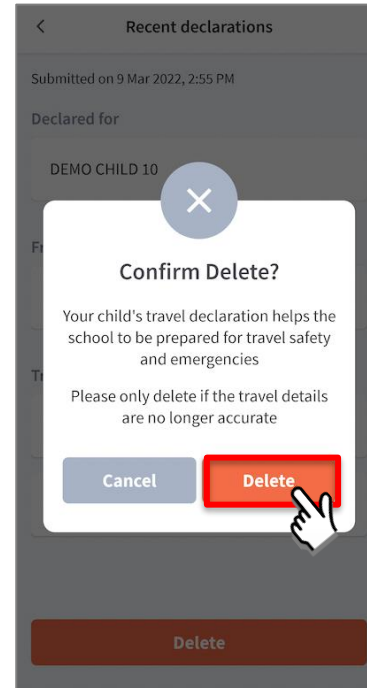 Recent declarations
Submitted on 9 Mar 2022, 2:55 PM
Declared for
DEMO CHILD 10
Confirm Delete?
Your child's travel declaration helps the
school to be prepared for travel safety
and emergencies
Please only delete if the travel details
are no longer accurate
Cancel
Delete
Delete